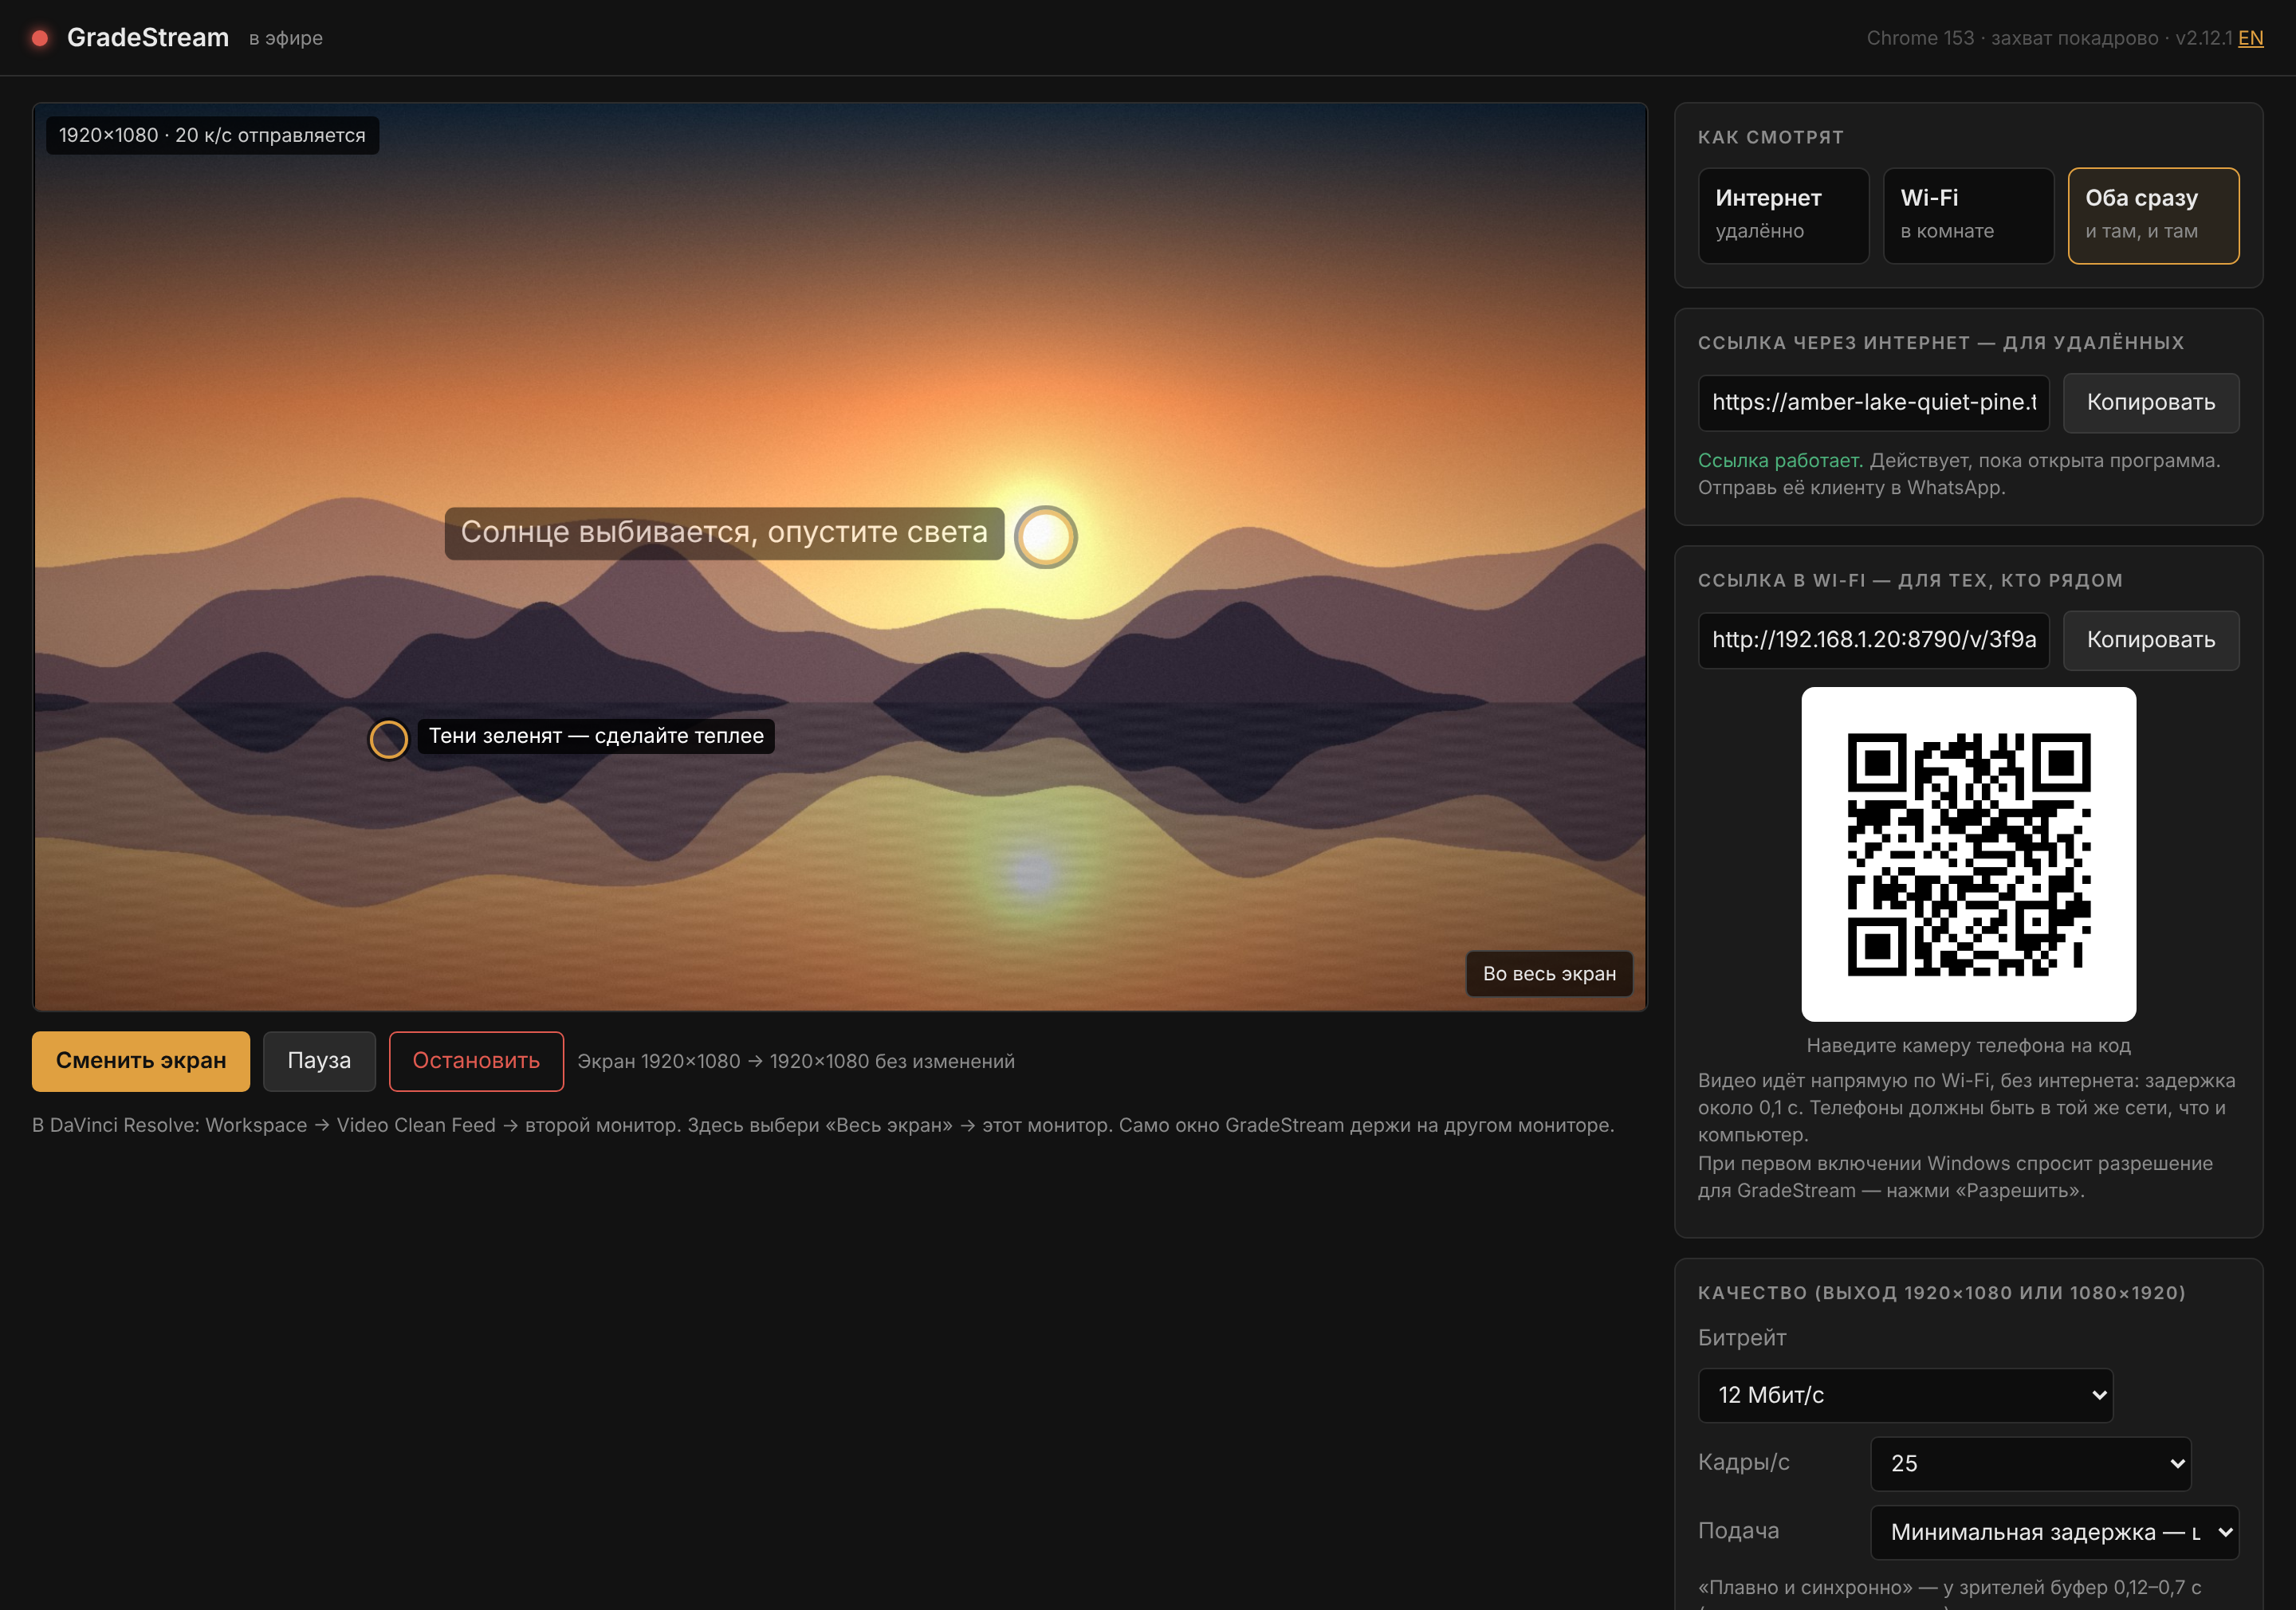 GradeStream в эфире
Chrome 153 · захват покадрово · v2.12.1 EN
1920×1080 · 20 к/с отправляется
Солнце выбивается, опустите света
Тени зеленят — сделайте теплее
Во весь экран
Сменить экран
Пауза
Остановить
Экран 1920×1080 → 1920×1080 без изменений
В DaVinci Resolve: Workspace → Video Clean Feed → второй монитор. Здесь выбери «Весь экран» → этот монитор. Само окно GradeStream держи на другом мониторе.
КАК СМОТРЯТ
Интернет
удалённо
Wi-Fi
в комнате
Оба сразу
и там, и там
ССЫЛКА ЧЕРЕЗ ИНТЕРНЕТ — ДЛЯ УДАЛЁННЫХ
https://amber-lake-quiet-pine.t
Копировать
Ссылка работает. Действует, пока открыта программа.
Отправь её клиенту в WhatsApp.
ССЫЛКА В WI-FI — ДЛЯ ТЕХ, КТО РЯДОМ
http://192.168.1.20:8790/v/3f9a
Копировать
Наведите камеру телефона на код
Видео идёт напрямую по Wi-Fi, без интернета: задержка
около 0,1 с. Телефоны должны быть в той же сети, что и
компьютер.
При первом включении Windows спросит разрешение
для GradeStream — нажми «Разрешить».
КАЧЕСТВО (ВЫХОД 1920×1080 ИЛИ 1080×1920)
Битрейт
12 Мбит/с
Кадры/с
25
Подача
Минимальная задержка —
«Плавно и синхронно» — у зрителей буфер 0,12–0,7 с